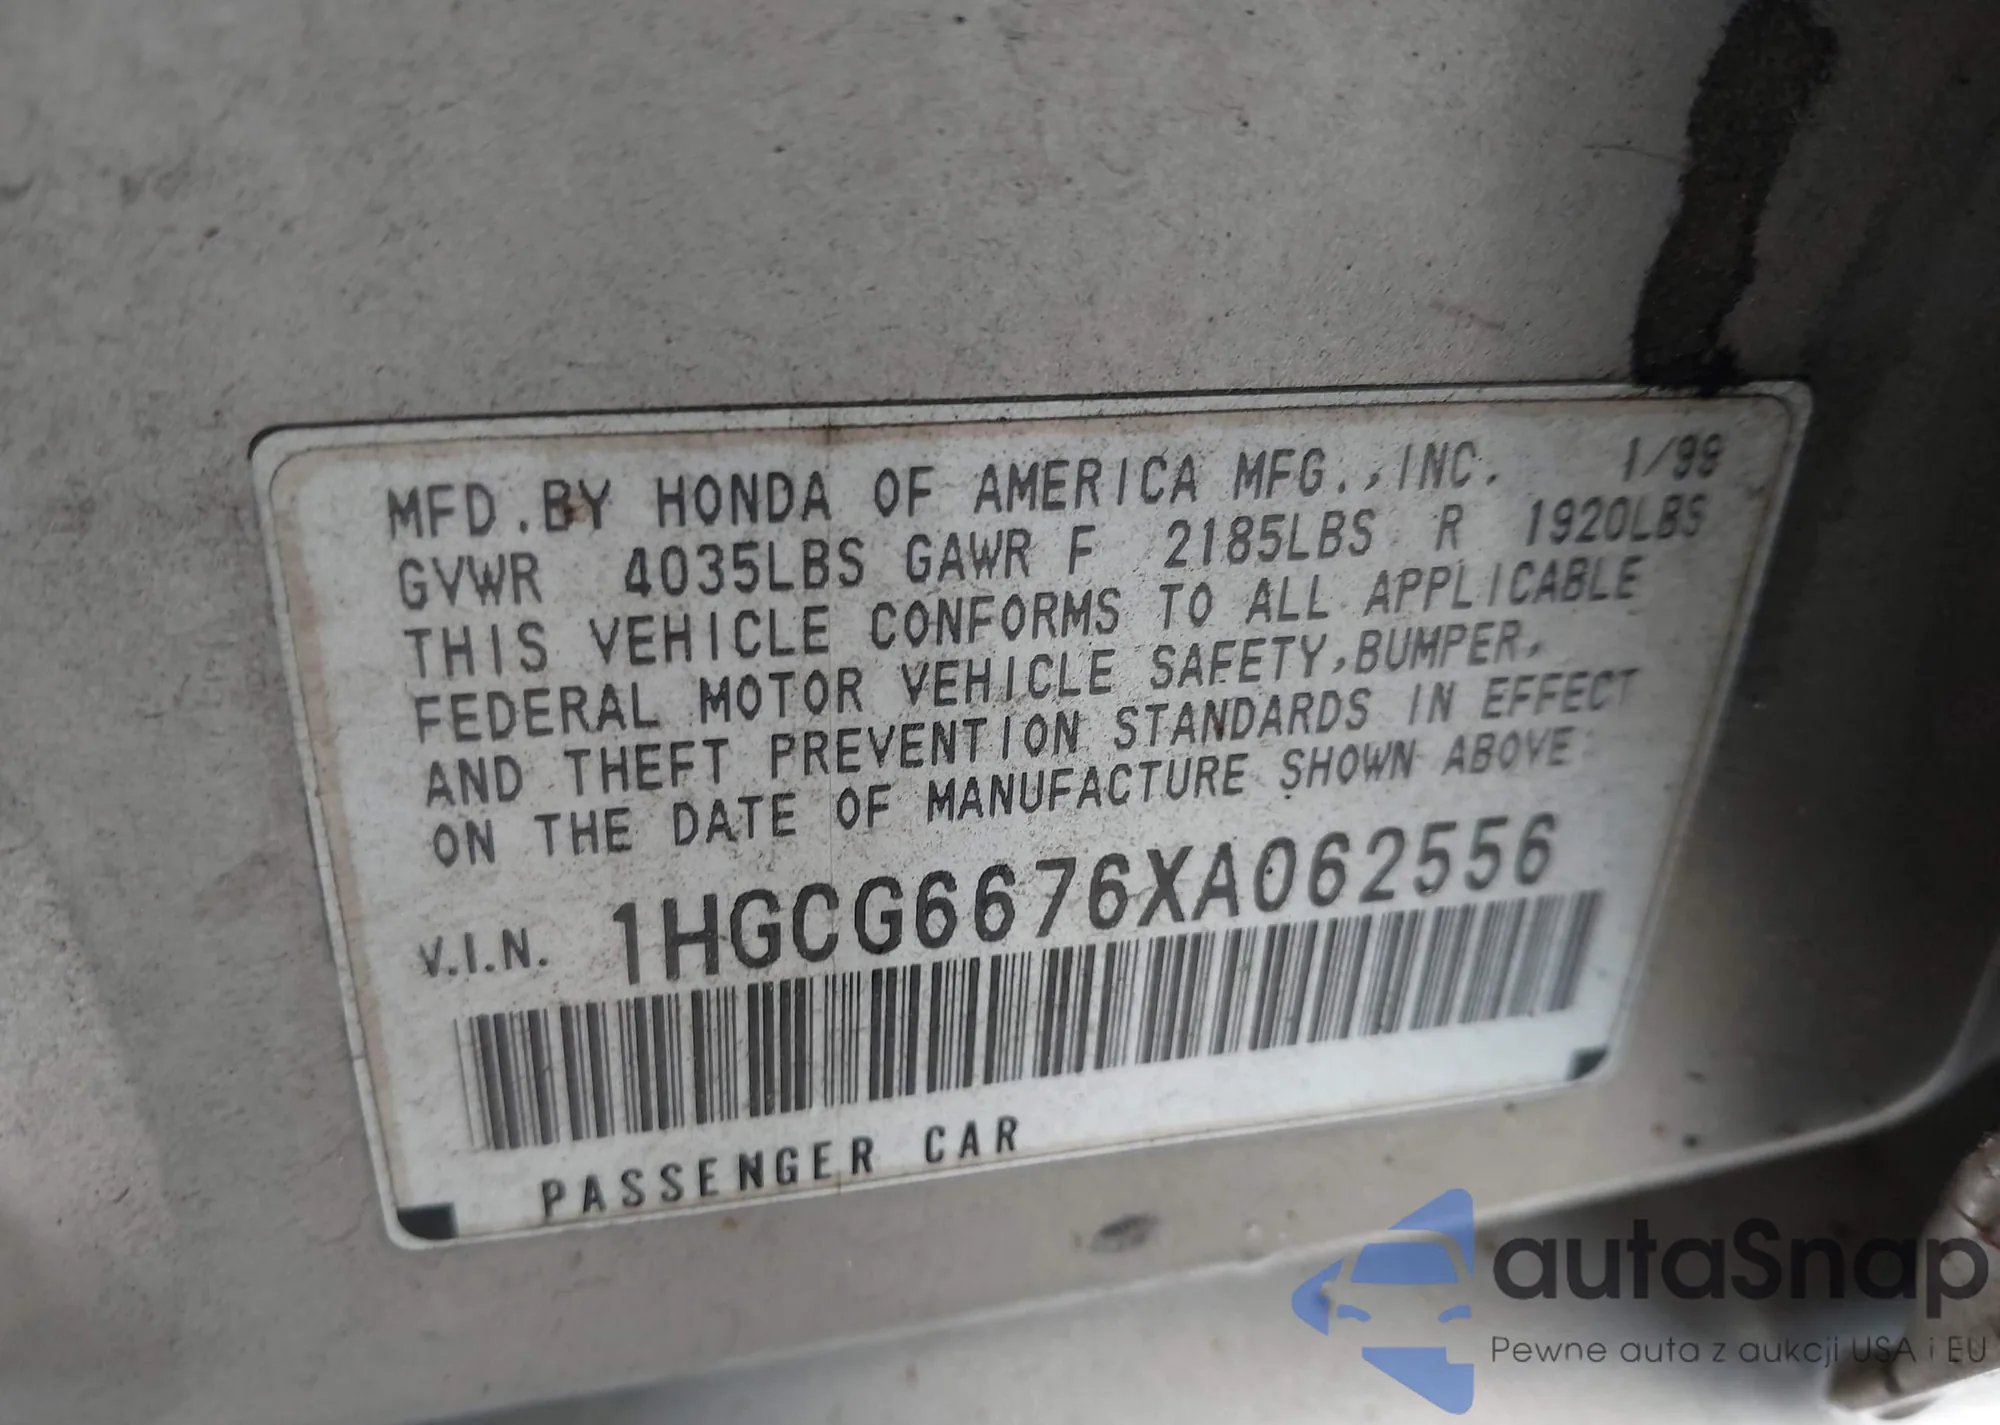 MFD.BY HONDA OF AMERICA MFG.,INC. 1/99
GVWR 4035LBS GAWR F 2185LBS R 1920LBS
THIS VEHICLE CONFORMS TO ALL APPLICABLE
FEDERAL MOTOR VEHICLE SAFETY,BUMPER,
AND THEFT PREVENTION STANDARDS IN EFFECT
ON THE DATE OF MANUFACTURE SHOWN ABOVE.
V.I.N. 1HGCG6676XA062556
PASSENGER CAR
autaSnap
Pewne auta z aukcji USA i EU